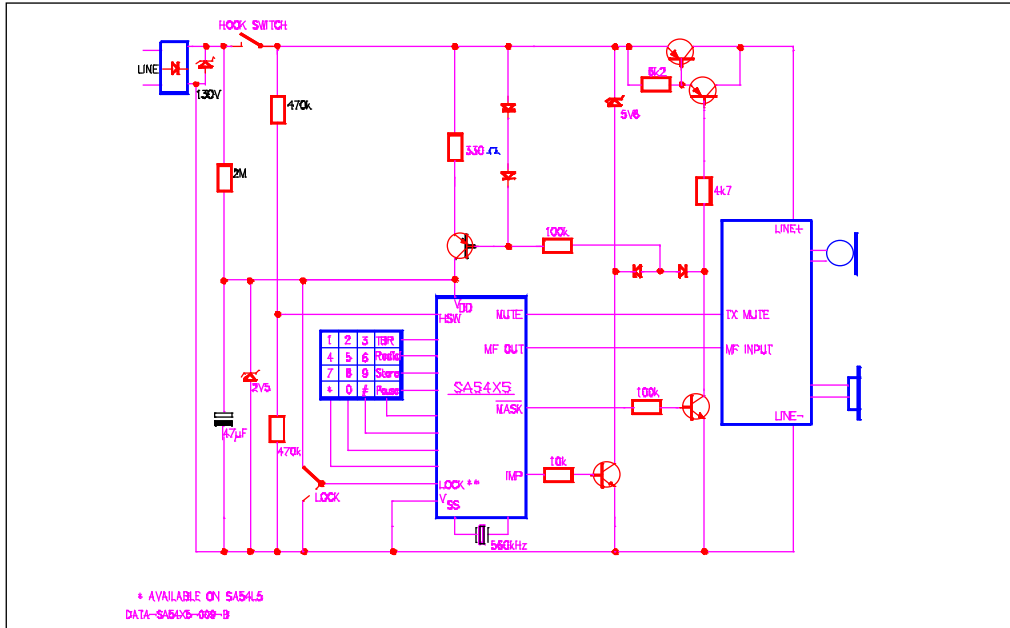 HOOK SWITCH
LINE
130V
470k
2M
330
5V6
4k7
LINE+
100k
VDD
HSW
MUTE
TX MUTE
1 2 3 TBR
4 5 6
7 8 9 Store
* 0 # Pause
MF OUT
MF INPUT
SA54X5
2V5
MASK
100k
LINE-
47µF
470k
10k
IMP
LOCK **
LOCK
VSS
560kHz
* AVAILABLE ON SA54L5
DATA-SA54X5-009-B